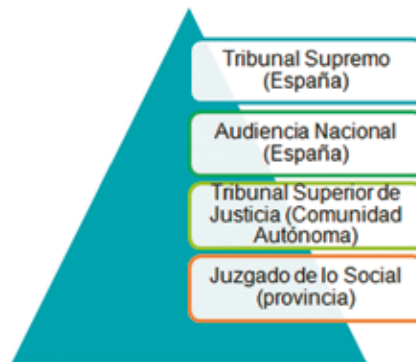 Tribunal Supremo
(España)
Audiencia Nacional
(España)
Tribunal Superior de
Justicia (Comunidad
Autónoma)
Juzgado de lo Social
(provincia)